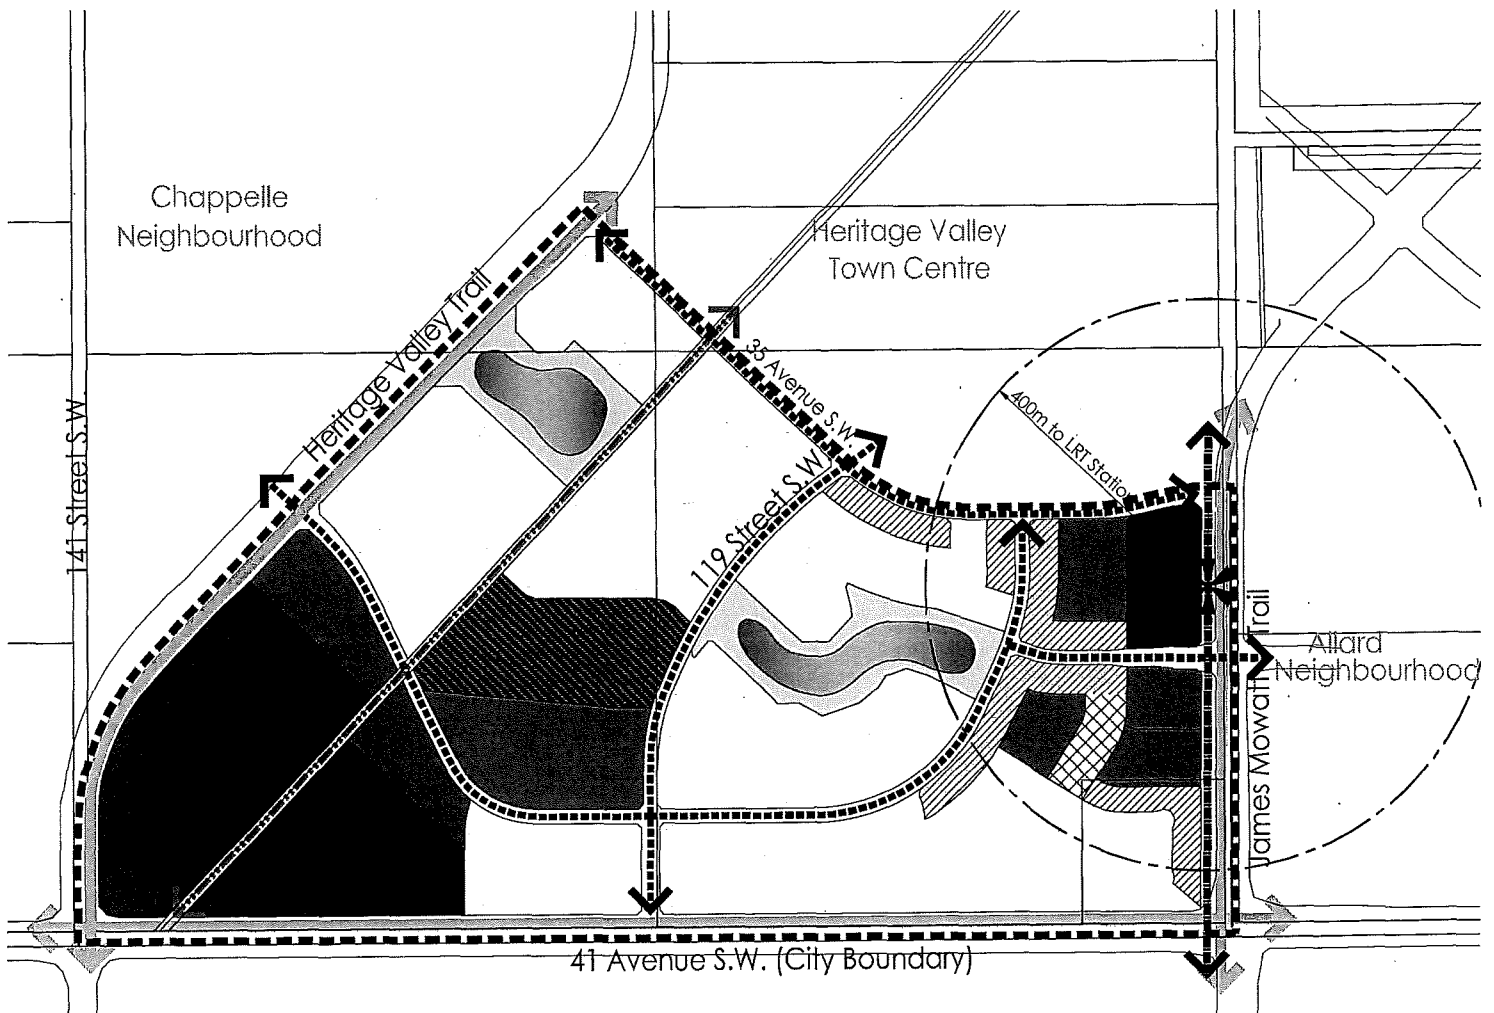 Chappelle
Neighbourhood
Heritage Valley
Town Centre
Heritage Valley Trail
35 Avenue S.W.
400m to LRT Station
141 Street S.W.
119 Street S.W.
James Mowatt Trail
Allard
Neighbourhood
41 Avenue S.W. (City Boundary)